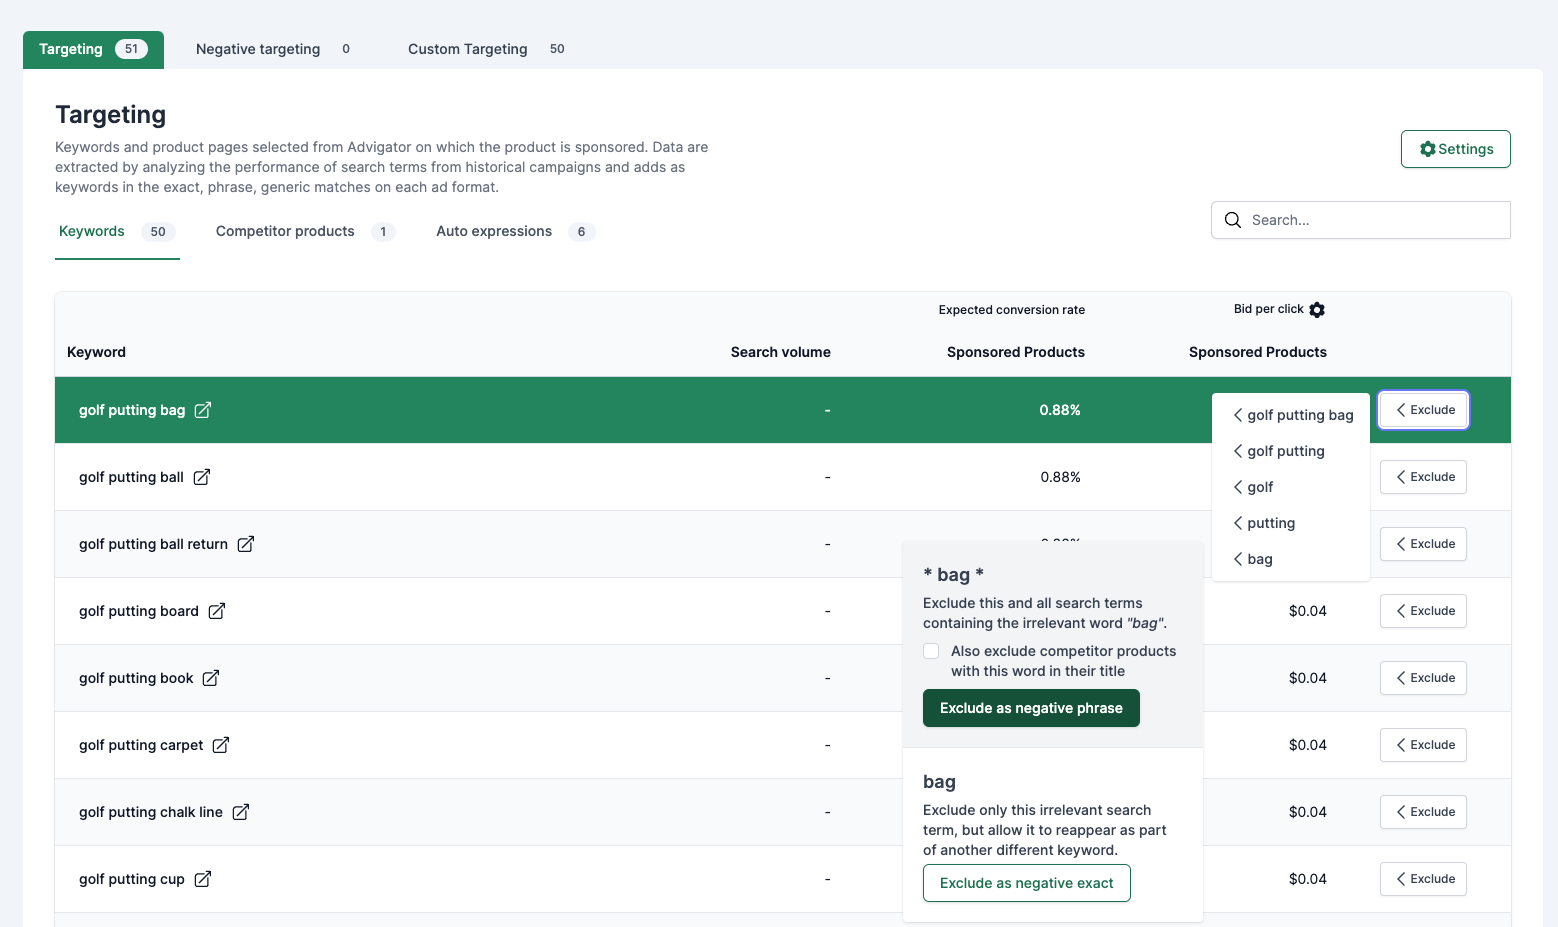 Targeting 51 Negative targeting 0 Custom Targeting 50
Targeting
Keywords and product pages selected from Advigator on which the product is sponsored. Data are
extracted by analyzing the performance of search terms from historical campaigns and adds as
keywords in the exact, phrase, generic matches on each ad format.
Settings
Search...
Keywords 50 Competitor products 1 Auto expressions 6
Expected conversion rate Bid per click
Keyword Search volume Sponsored Products Sponsored Products
golf putting bag - 0.88% Exclude
golf putting bag
golf putting
golf
putting
bag
golf putting ball - 0.88% Exclude
golf putting ball return - Exclude
golf putting board - $0.04 Exclude
golf putting book - $0.04 Exclude
golf putting carpet - $0.04 Exclude
golf putting chalk line - $0.04 Exclude
golf putting cup - $0.04 Exclude
* bag *
Exclude this and all search terms
containing the irrelevant word "bag".
Also exclude competitor products
with this word in their title
Exclude as negative phrase
bag
Exclude only this irrelevant search
term, but allow it to reappear as part
of another different keyword.
Exclude as negative exact